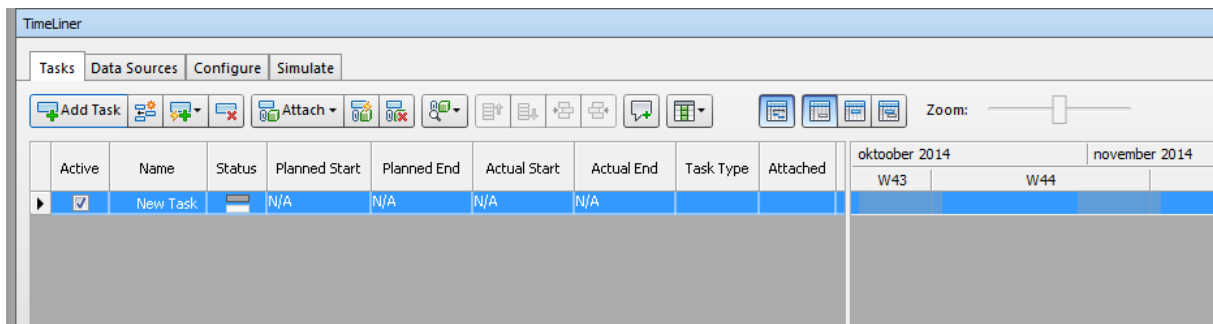 TimeLiner
Tasks Data Sources Configure Simulate
Add Task Attach Zoom:
Active Name Status Planned Start Planned End Actual Start Actual End Task Type Attached oktoober 2014 november 2014
W43 W44
New Task N/A N/A N/A N/A